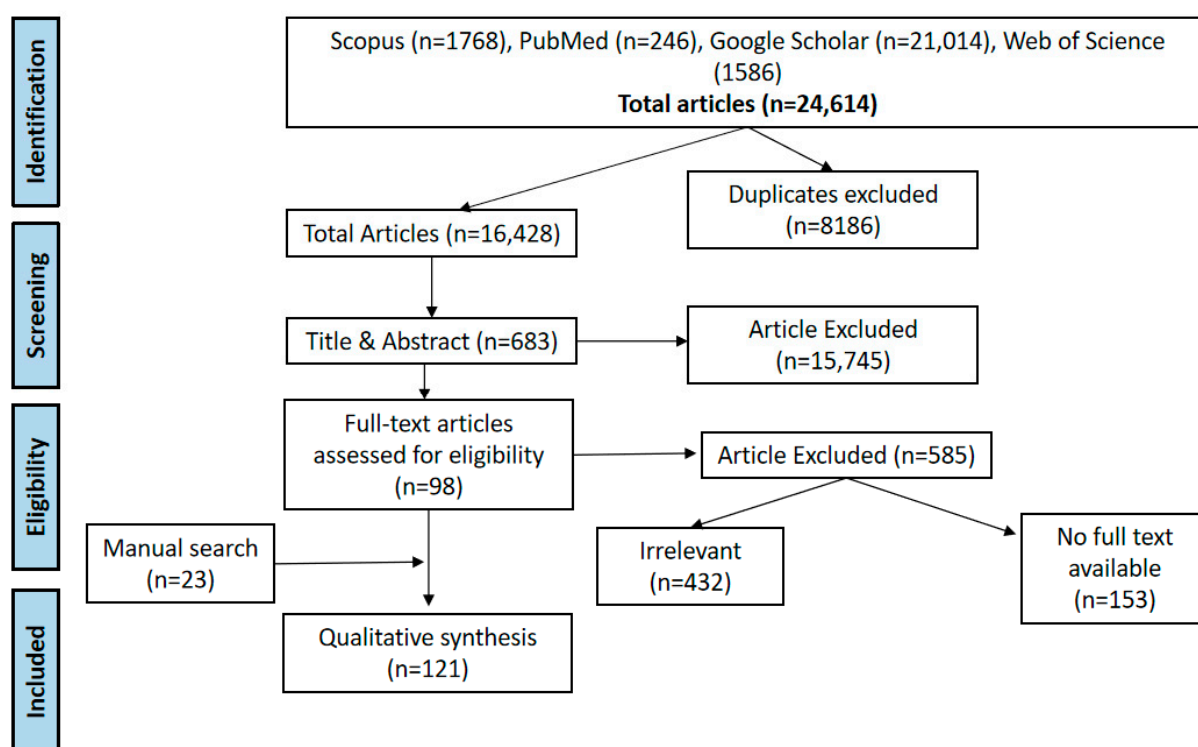 Identification
Scopus (n=1768), PubMed (n=246), Google Scholar (n=21,014), Web of Science
(1586)
Total articles (n=24,614)
Duplicates excluded
(n=8186)
Total Articles (n=16,428)
Screening
Title & Abstract (n=683)
Article Excluded
(n=15,745)
Eligibility
Full-text articles
assessed for eligibility
(n=98)
Article Excluded (n=585)
Irrelevant
(n=432)
No full text
available
(n=153)
Manual search
(n=23)
Included
Qualitative synthesis
(n=121)